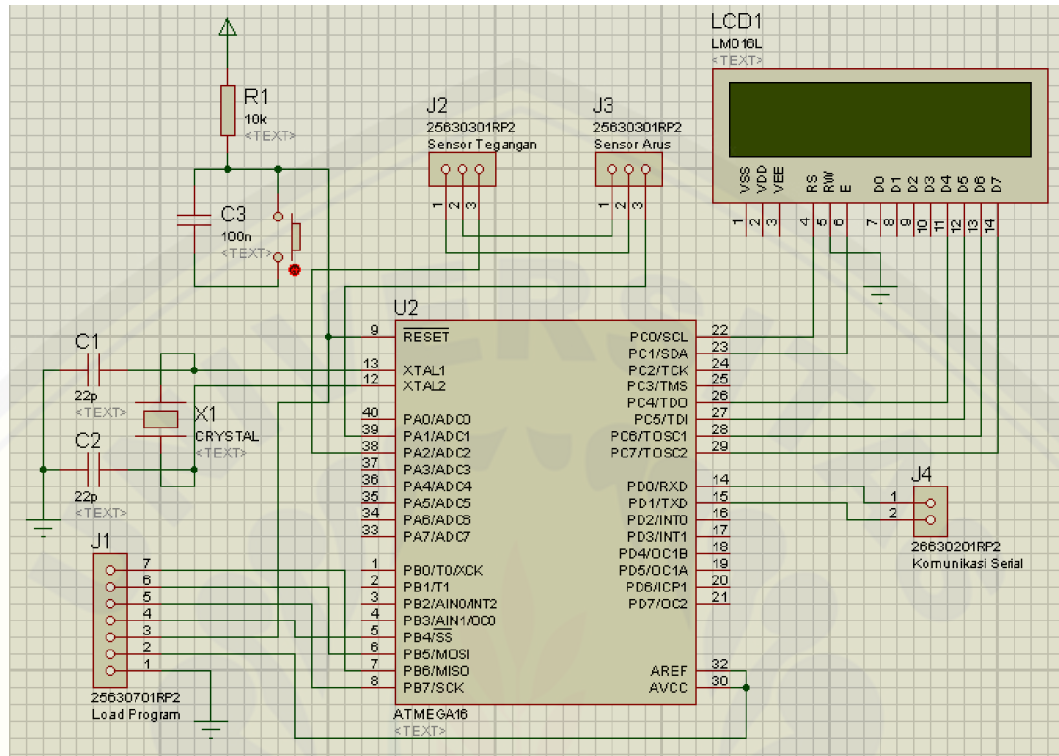 LCD1
LM016L
<TEXT>
VSS VDD VEE RS RW E D0 D1 D2 D3 D4 D5 D6 D7
1 2 3 4 5 6 7 8 9 10 11 12 13 14
R1
10k
<TEXT>
C3
100n
<TEXT>
J2
25630301RP2
Sensor Tegangan
1 2 3
J3
25630301RP2
Sensor Arus
1 2 3
C1
22p
<TEXT>
X1
CRYSTAL
<TEXT>
C2
22p
<TEXT>
J1
7
6
5
4
3
2
1
25630701RP2
Load Program
U2
9 RESET
13 XTAL1
12 XTAL2
40 PA0/ADC0
39 PA1/ADC1
38 PA2/ADC2
37 PA3/ADC3
36 PA4/ADC4
35 PA5/ADC5
34 PA6/ADC6
33 PA7/ADC7
1 PB0/T0/XCK
2 PB1/T1
3 PB2/AIN0/INT2
4 PB3/AIN1/OC0
5 PB4/SS
6 PB5/MOSI
7 PB6/MISO
8 PB7/SCK
PC0/SCL 22
PC1/SDA 23
PC2/TCK 24
PC3/TMS 25
PC4/TDO 26
PC5/TDI 27
PC6/TOSC1 28
PC7/TOSC2 29
PD0/RXD 14
PD1/TXD 15
PD2/INT0 16
PD3/INT1 17
PD4/OC1B 18
PD5/OC1A 19
PD6/ICP1 20
PD7/OC2 21
AREF 32
AVCC 30
ATMEGA16
<TEXT>
J4
1
2
26630201RP2
Komunikasi Serial